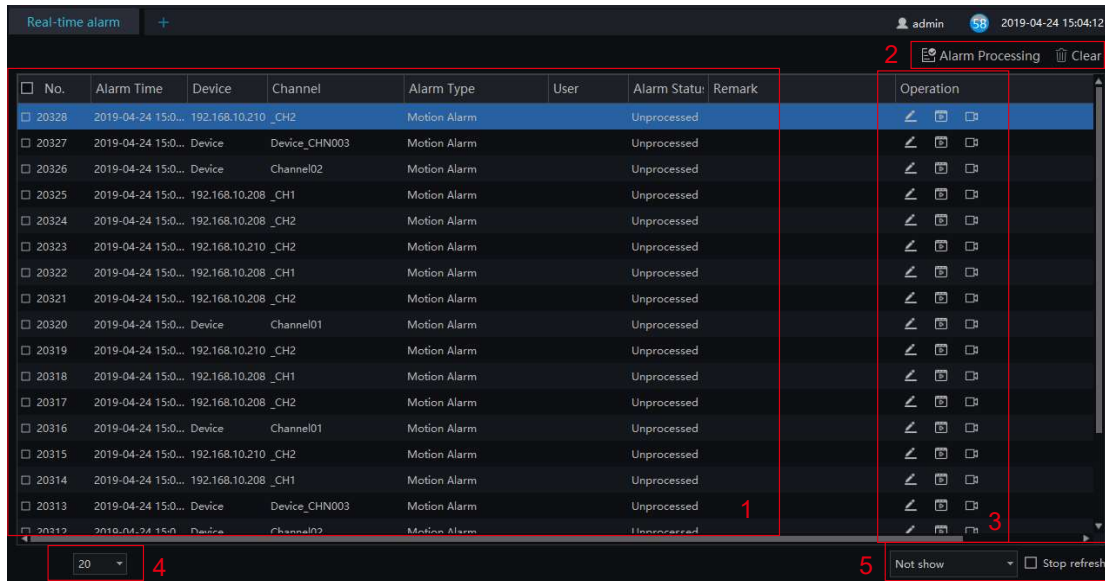 Real-time alarm + admin 58 2019-04-24 15:04:12
2 Alarm Processing Clear
No. Alarm Time Device Channel Alarm Type User Alarm Statu: Remark Operation
20328 2019-04-24 15:0... 192.168.10.210 _CH2 Motion Alarm Unprocessed
20327 2019-04-24 15:0... Device Device_CHN003 Motion Alarm Unprocessed
20326 2019-04-24 15:0... Device Channel02 Motion Alarm Unprocessed
20325 2019-04-24 15:0... 192.168.10.208 _CH1 Motion Alarm Unprocessed
20324 2019-04-24 15:0... 192.168.10.208 _CH2 Motion Alarm Unprocessed
20323 2019-04-24 15:0... 192.168.10.210 _CH2 Motion Alarm Unprocessed
20322 2019-04-24 15:0... 192.168.10.208 _CH1 Motion Alarm Unprocessed
20321 2019-04-24 15:0... 192.168.10.208 _CH2 Motion Alarm Unprocessed
20320 2019-04-24 15:0... Device Channel01 Motion Alarm Unprocessed
20319 2019-04-24 15:0... 192.168.10.210 _CH2 Motion Alarm Unprocessed
20318 2019-04-24 15:0... 192.168.10.208 _CH1 Motion Alarm Unprocessed
20317 2019-04-24 15:0... 192.168.10.208 _CH2 Motion Alarm Unprocessed
20316 2019-04-24 15:0... Device Channel01 Motion Alarm Unprocessed
20315 2019-04-24 15:0... 192.168.10.210 _CH2 Motion Alarm Unprocessed
20314 2019-04-24 15:0... 192.168.10.208 _CH1 Motion Alarm Unprocessed
20313 2019-04-24 15:0... Device Device_CHN003 Motion Alarm Unprocessed 1
20312 2019-04-24 15:0... Device Channel02 Motion Alarm Unprocessed 3
20 4 5 Not show Stop refresh